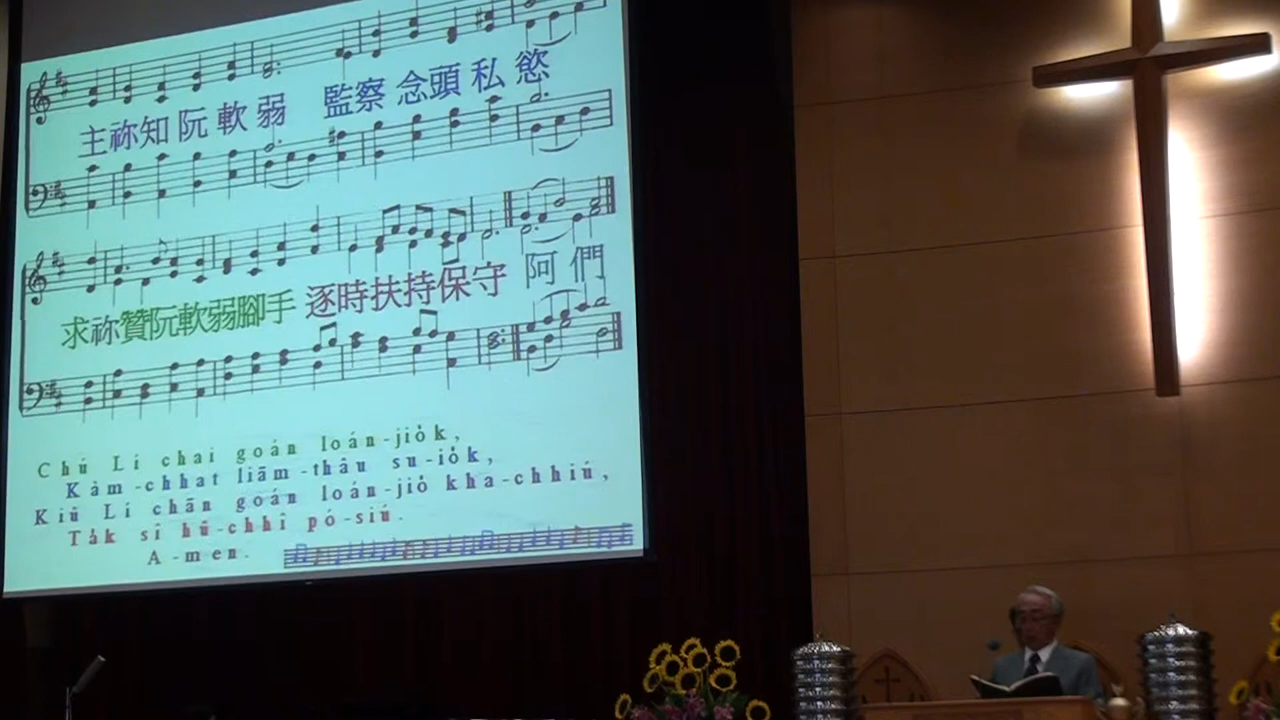 主祢知阮軟弱 監察念頭私慾
求祢贊阮軟弱腳手 逐時扶持保守 阿們
Chú Lí chai goán loán-jio̍k,
Kàm-chhat liām-thâu su-io̍k,
Kiû Lí chān goán loán-jio̍ kha-chhiú,
Ta̍k sî hû-chhî pó-siú.
A-men.